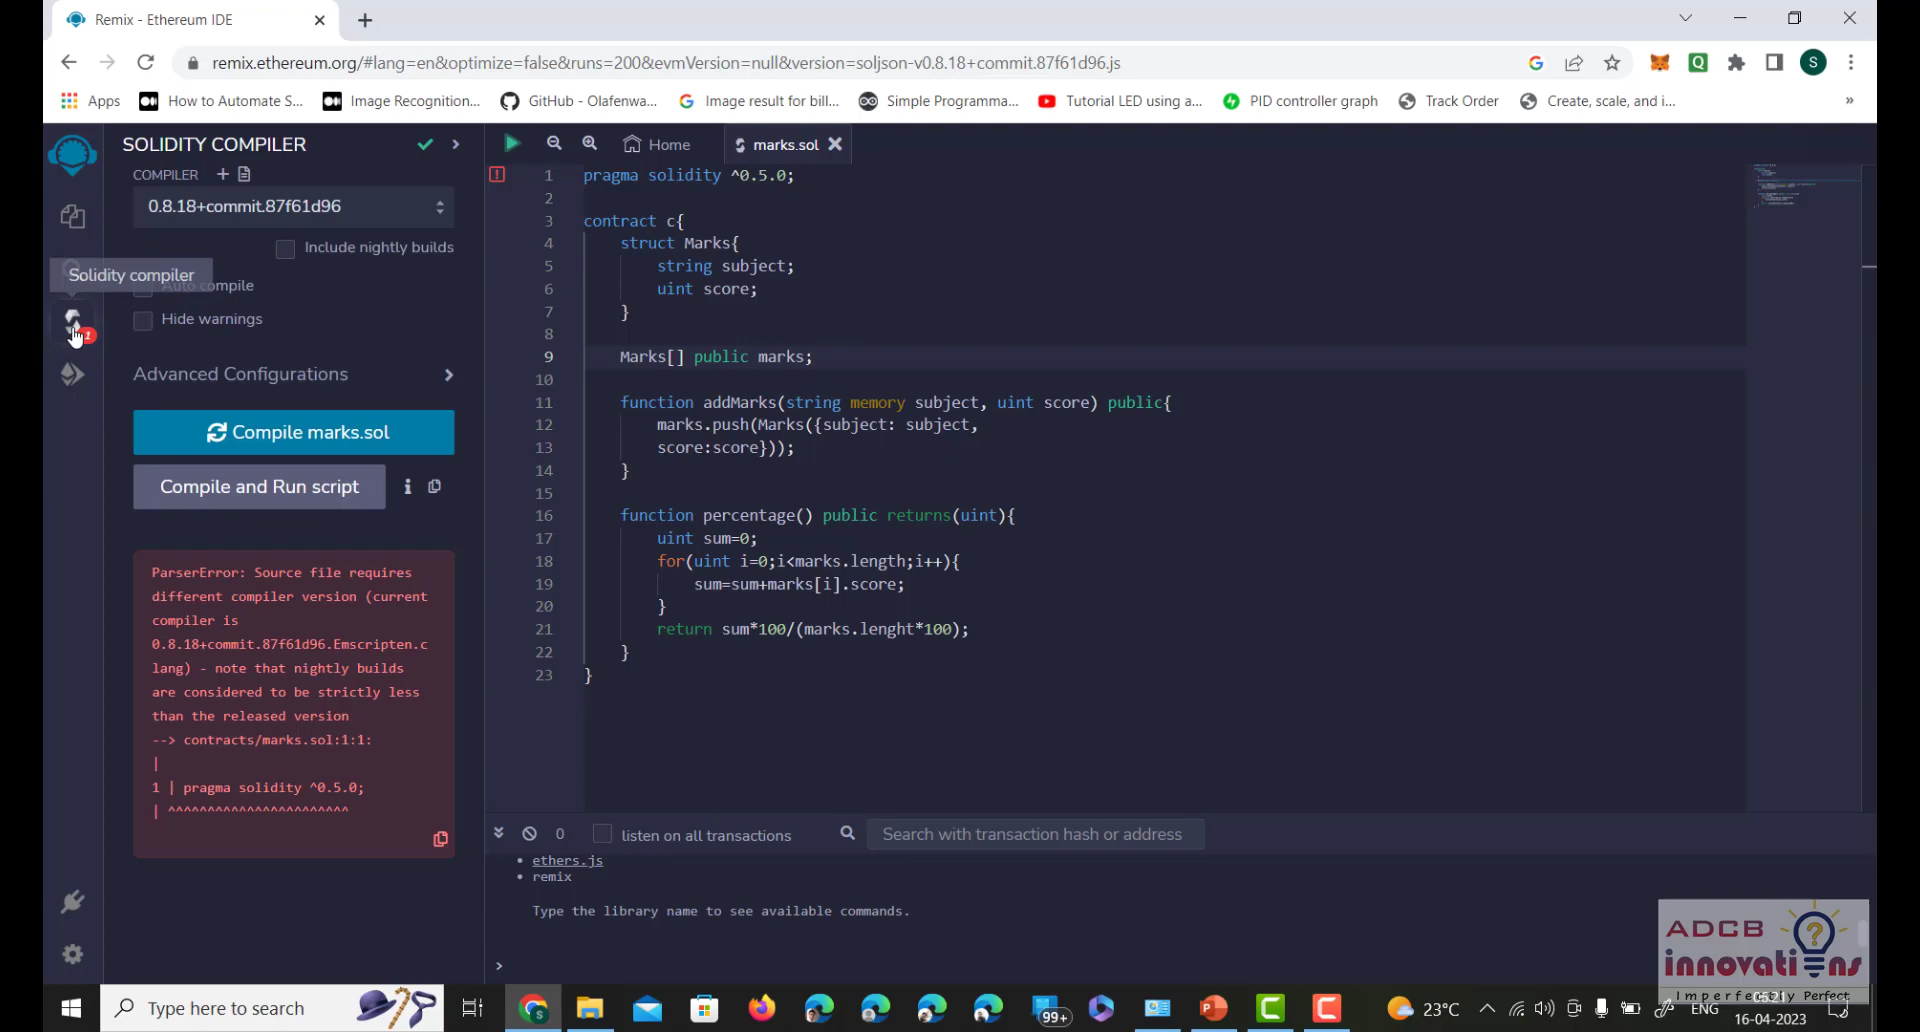 Remix - Ethereum IDE
remix.ethereum.org/#lang=en&optimize=false&runs=200&evmVersion=null&version=soljson-v0.8.18+commit.87f61d96.js
S
Apps
How to Automate S...
Image Recognition...
GitHub - Olafenwa...
Image result for bill...
Simple Programma...
Tutorial LED using a...
PID controller graph
Track Order
Create, scale, and i...
»
SOLIDITY COMPILER
COMPILER
0.8.18+commit.87f61d96
Include nightly builds
Solidity compiler
Auto compile
Hide warnings
1
Advanced Configurations
Compile marks.sol
Compile and Run script
ParserError: Source file requires
different compiler version (current
compiler is
0.8.18+commit.87f61d96.Emscripten.c
lang) - note that nightly builds
are considered to be strictly less
than the released version
--> contracts/marks.sol:1:1:
|
1 | pragma solidity ^0.5.0;
| ^^^^^^^^^^^^^^^^^^^^^^^
Home
marks.sol
1 pragma solidity ^0.5.0;
2
3 contract c{
4 struct Marks{
5 string subject;
6 uint score;
7 }
8
9 Marks[] public marks;
10
11 function addMarks(string memory subject, uint score) public{
12 marks.push(Marks({subject: subject,
13 score:score}));
14 }
15
16 function percentage() public returns(uint){
17 uint sum=0;
18 for(uint i=0;i<marks.length;i++){
19 sum=sum+marks[i].score;
20 }
21 return sum*100/(marks.lenght*100);
22 }
23 }
0
listen on all transactions
Search with transaction hash or address
• ethers.js
• remix
Type the library name to see available commands.
>
ADCB
innovations
Imperfectly Perfect
Type here to search
99+
23°C
ENG
16-04-2023